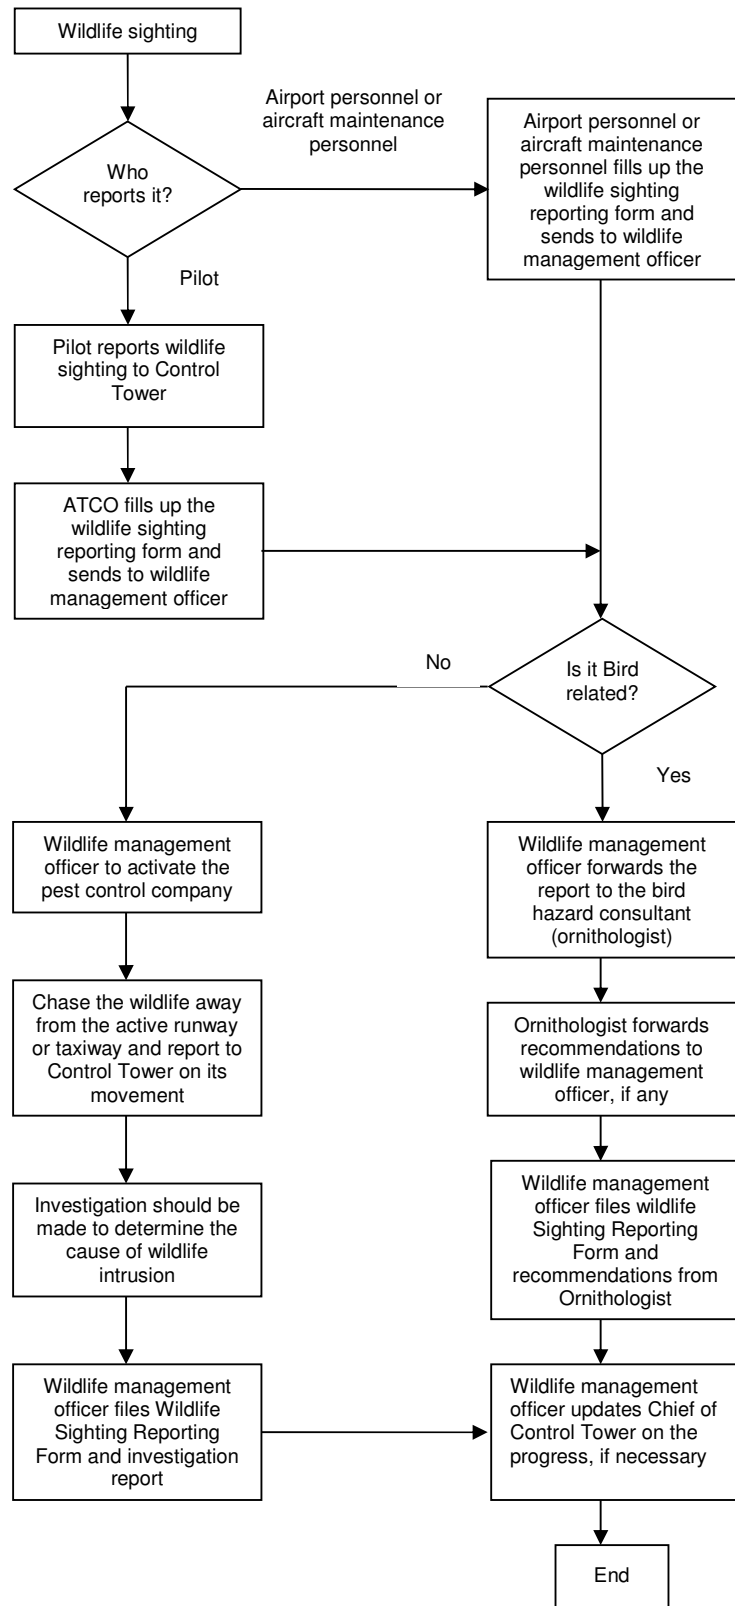 Wildlife sighting
Who
reports it?
Airport personnel or
aircraft maintenance
personnel
Airport personnel or
aircraft maintenance
personnel fills up the
wildlife sighting
reporting form and
sends to wildlife
management officer
Pilot
Pilot reports wildlife
sighting to Control
Tower
ATCO fills up the
wildlife sighting
reporting form and
sends to wildlife
management officer
Is it Bird
related?
No
Yes
Wildlife management
officer to activate the
pest control company
Chase the wildlife away
from the active runway
or taxiway and report to
Control Tower on its
movement
Investigation should be
made to determine the
cause of wildlife
intrusion
Wildlife management
officer files Wildlife
Sighting Reporting
Form and investigation
report
Wildlife management
officer forwards the
report to the bird
hazard consultant
(ornithologist)
Ornithologist forwards
recommendations to
wildlife management
officer, if any
Wildlife management
officer files wildlife
Sighting Reporting
Form and
recommendations from
Ornithologist
Wildlife management
officer updates Chief of
Control Tower on the
progress, if necessary
End